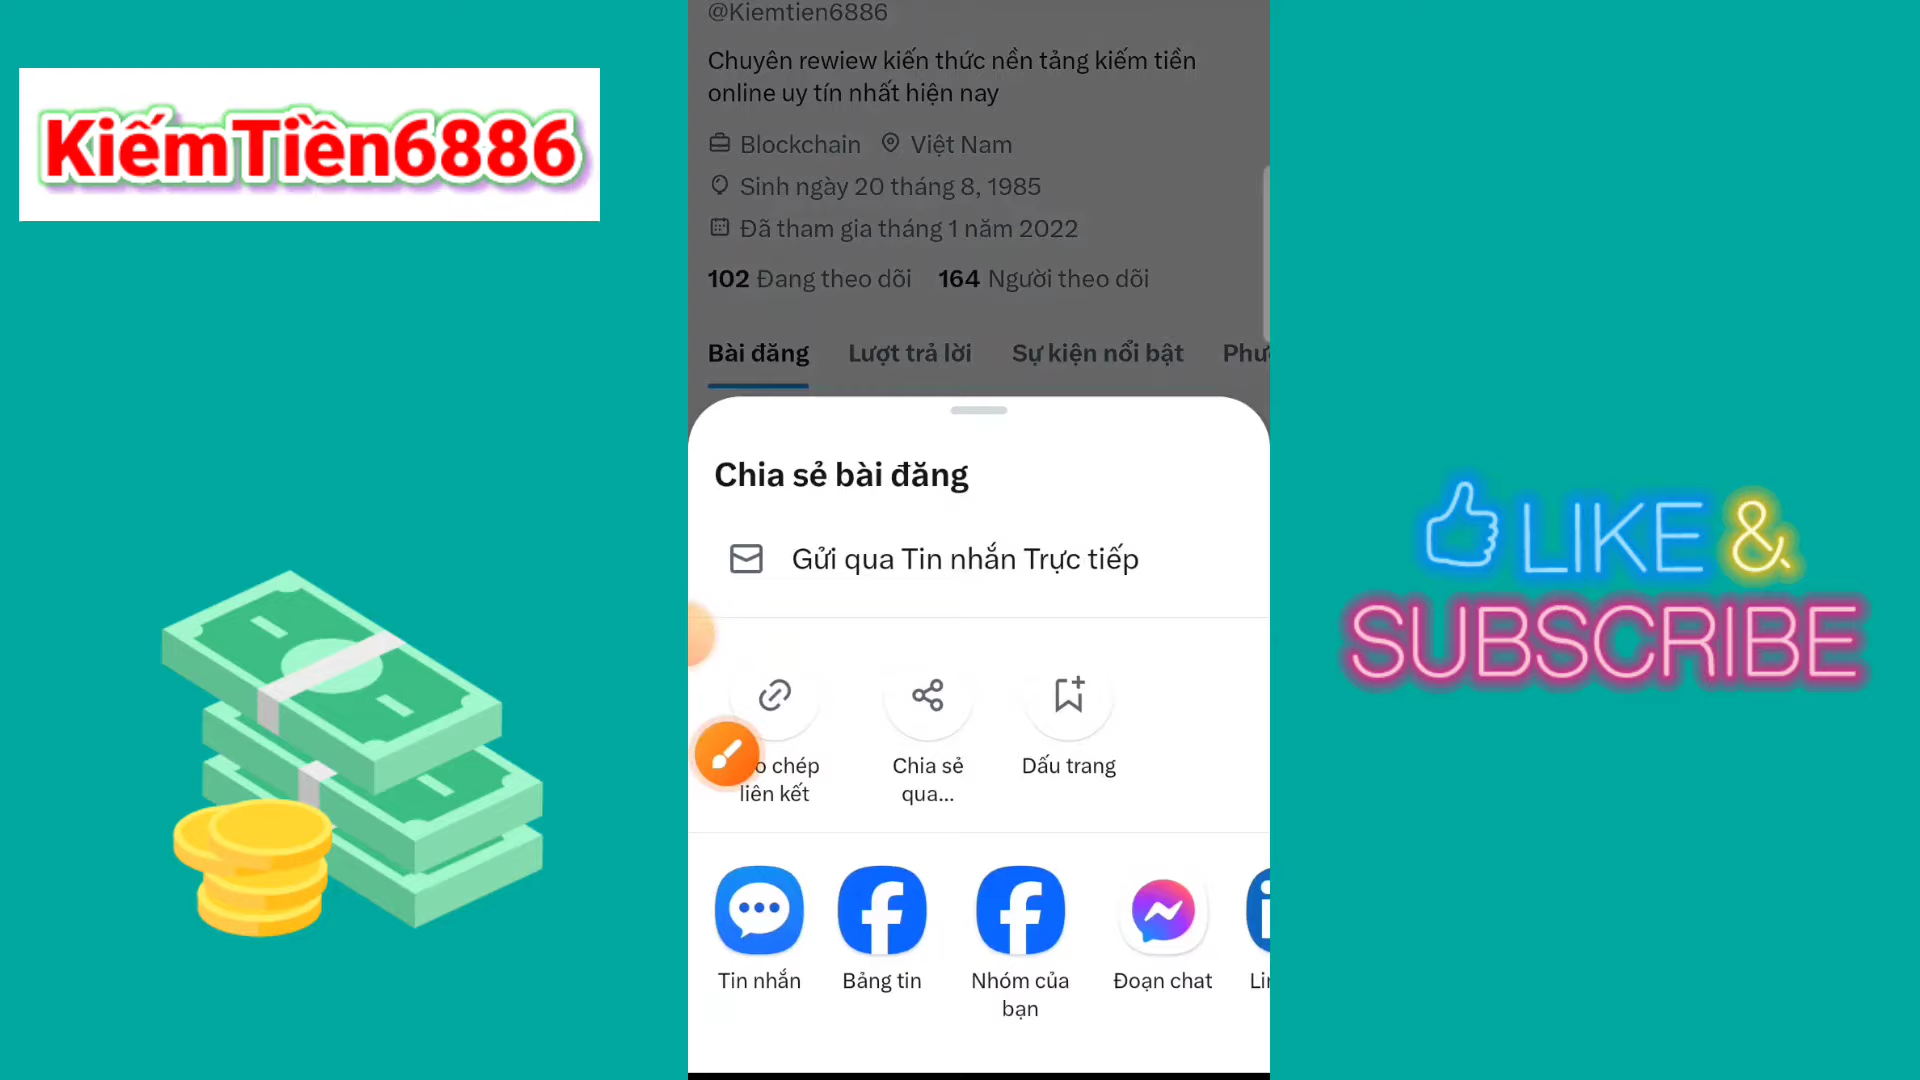 KiếmTiền6886
@Kiemtien6886
Chuyên rewiew kiến thức nền tảng kiếm tiền
online uy tín nhất hiện nay
Blockchain Việt Nam
Sinh ngày 20 tháng 8, 1985
Đã tham gia tháng 1 năm 2022
102 Đang theo dõi 164 Người theo dõi
Bài đăng Lượt trả lời Sự kiện nổi bật
Chia sẻ bài đăng
Gửi qua Tin nhắn Trực tiếp
chép
liên kết
Chia sẻ
qua...
Dấu trang
Tin nhắn
Bảng tin
Nhóm của
bạn
Đoạn chat
LIKE &
SUBSCRIBE